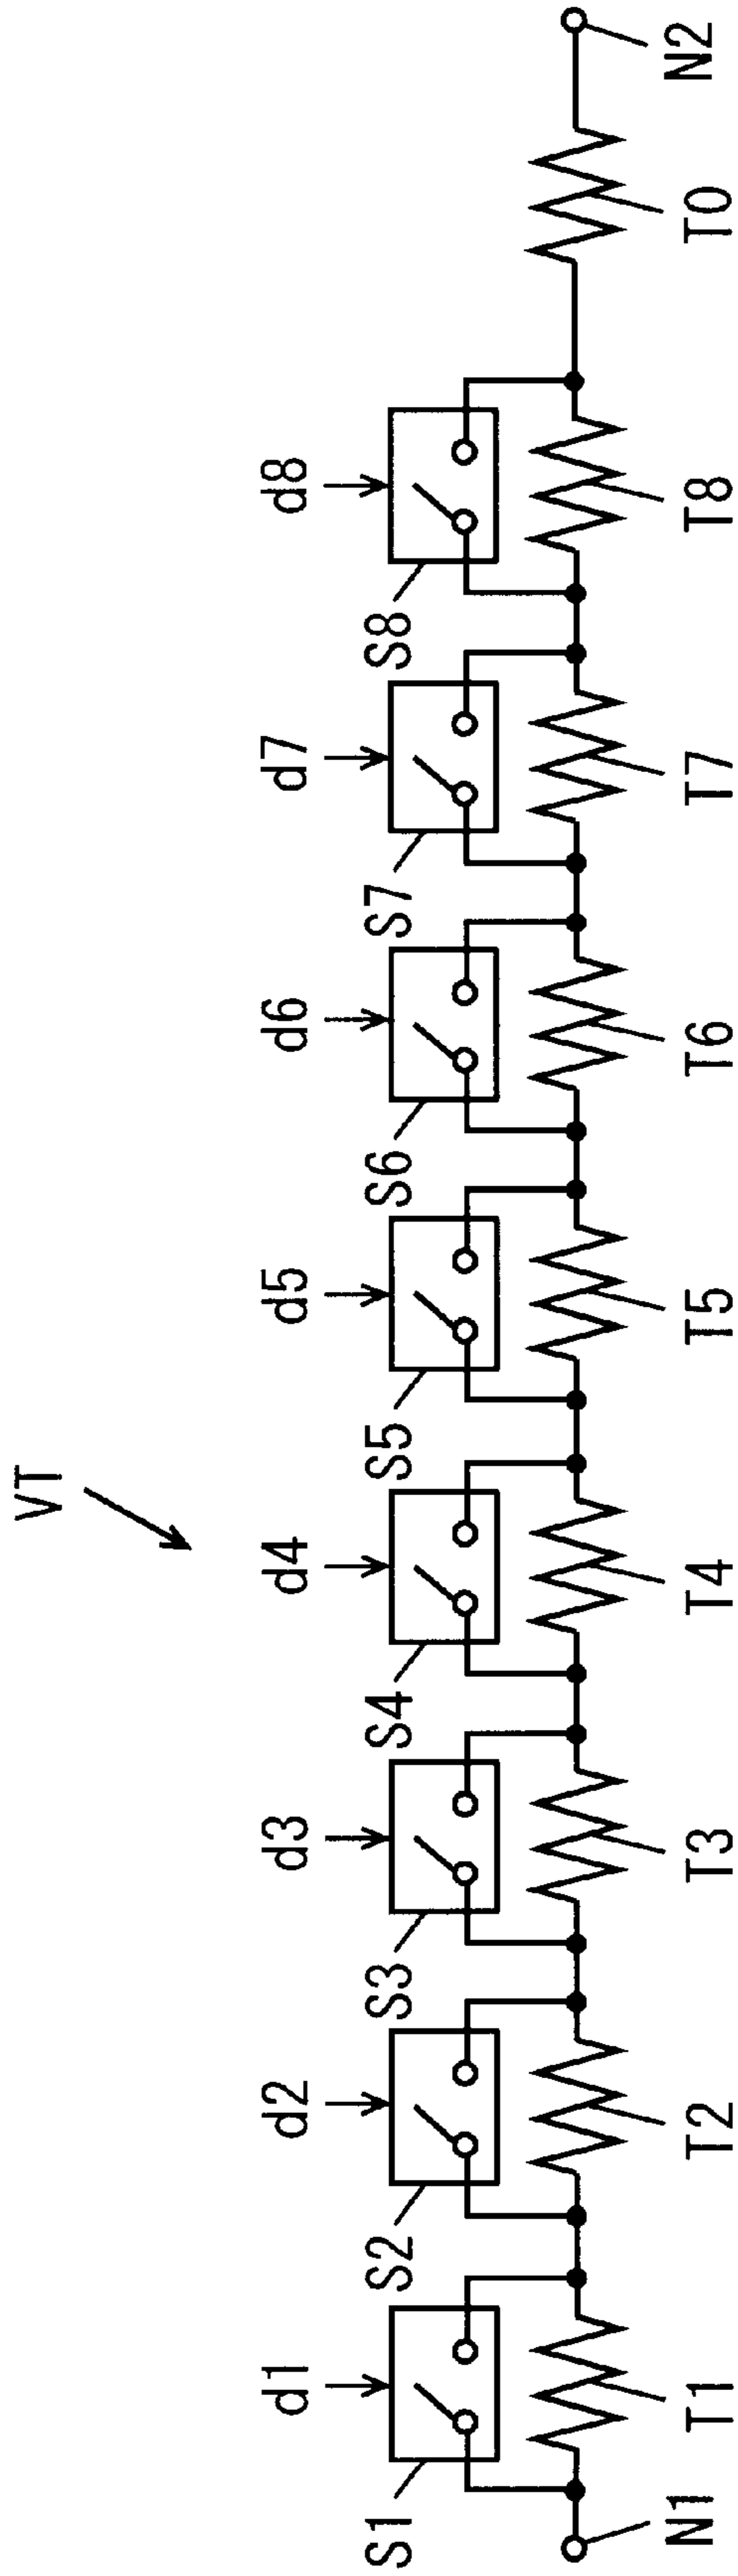 VT
d1 d2 d3 d4 d5 d6 d7 d8
S1 S2 S3 S4 S5 S6 S7 S8
N1 T1 T2 T3 T4 T5 T6 T7 T8 T0 N2